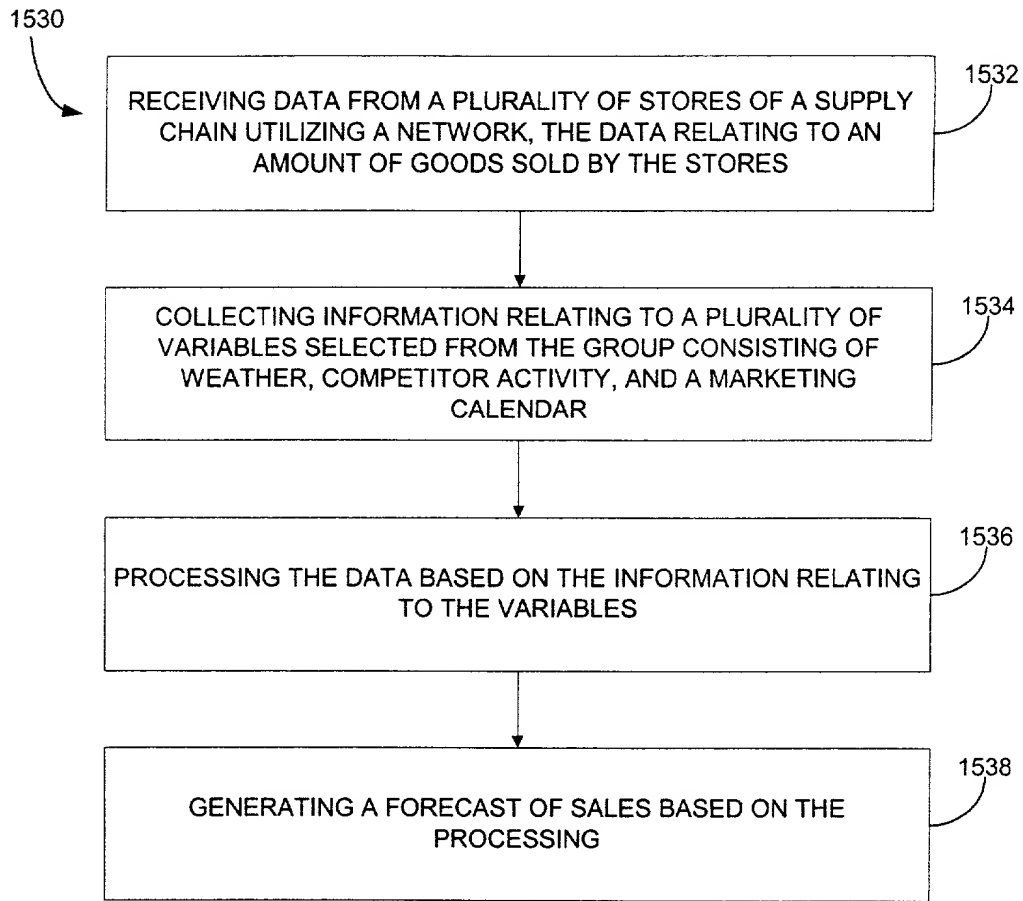 1530
1532
RECEIVING DATA FROM A PLURALITY OF STORES OF A SUPPLY
CHAIN UTILIZING A NETWORK, THE DATA RELATING TO AN
AMOUNT OF GOODS SOLD BY THE STORES
1534
COLLECTING INFORMATION RELATING TO A PLURALITY OF
VARIABLES SELECTED FROM THE GROUP CONSISTING OF
WEATHER, COMPETITOR ACTIVITY, AND A MARKETING
CALENDAR
1536
PROCESSING THE DATA BASED ON THE INFORMATION RELATING
TO THE VARIABLES
1538
GENERATING A FORECAST OF SALES BASED ON THE
PROCESSING